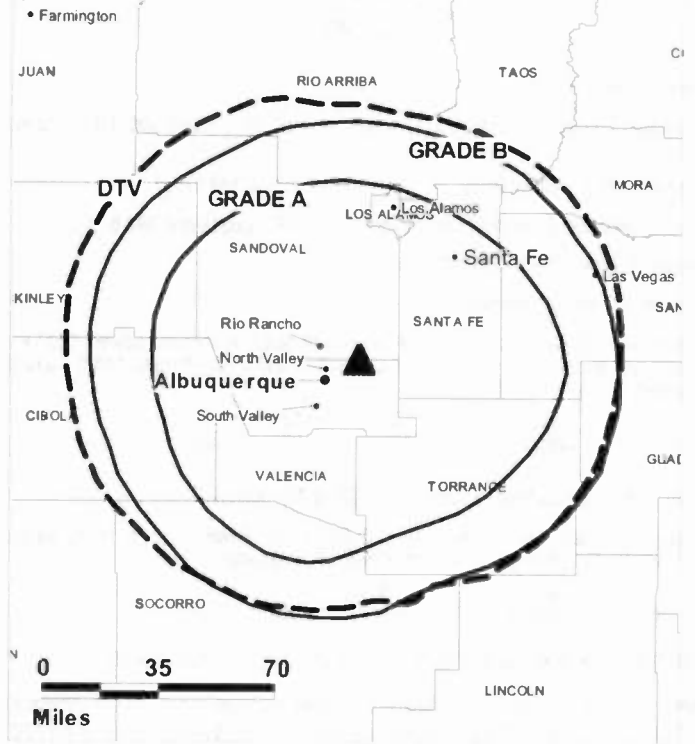 Farmington
JUAN
RIO ARRIBA
TAOS
GRADE B
DTV
GRADE A
MORA
LOS ALAMOS
Los Alamos
SANDOVAL
Santa Fe
Las Vegas
KINLEY
SAN
SANTA FE
Rio Rancho
North Valley
Albuquerque
South Valley
CIBOLA
GUAD
VALENCIA
TORRANCE
SOCORRO
0 35 70
Miles
LINCOLN